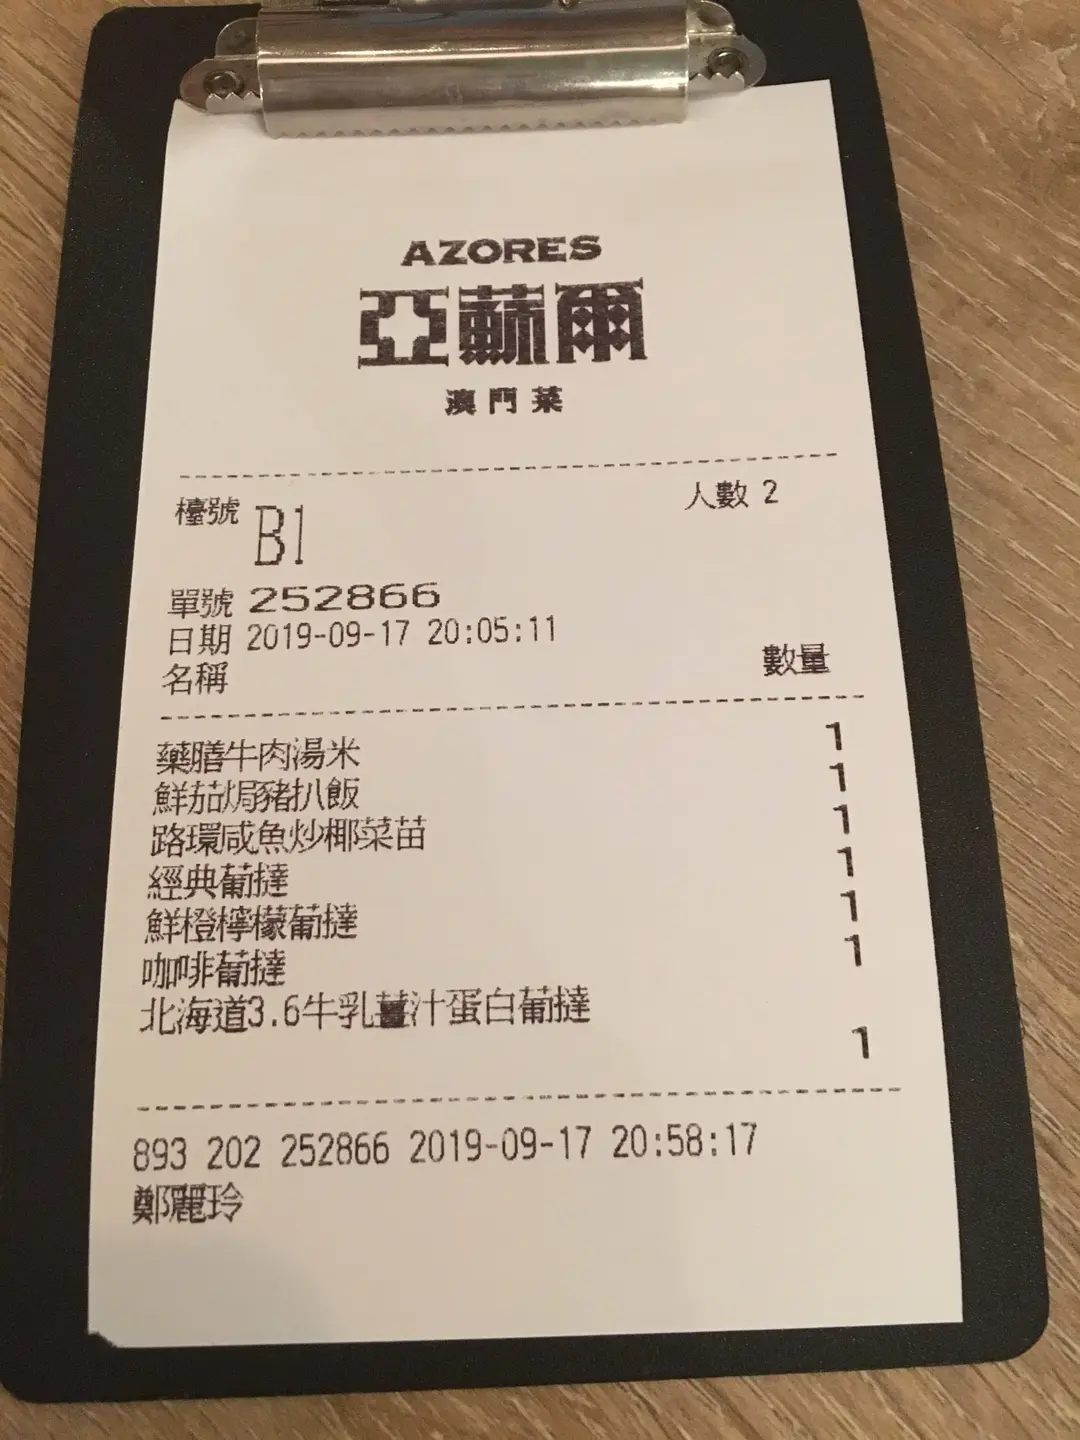 AZORES
亞蘇爾
澳門菜
檯號 B1 人數 2
單號 252866
日期 2019-09-17 20:05:11
名稱 數量
藥膳牛肉湯米 1
鮮茄焗豬扒飯 1
路環咸魚炒椰菜苗 1
經典葡撻 1
鮮橙檸檬葡撻 1
咖啡葡撻 1
北海道3.6牛乳薑汁蛋白葡撻
1
893 202 252866 2019-09-17 20:58:17
鄭麗玲